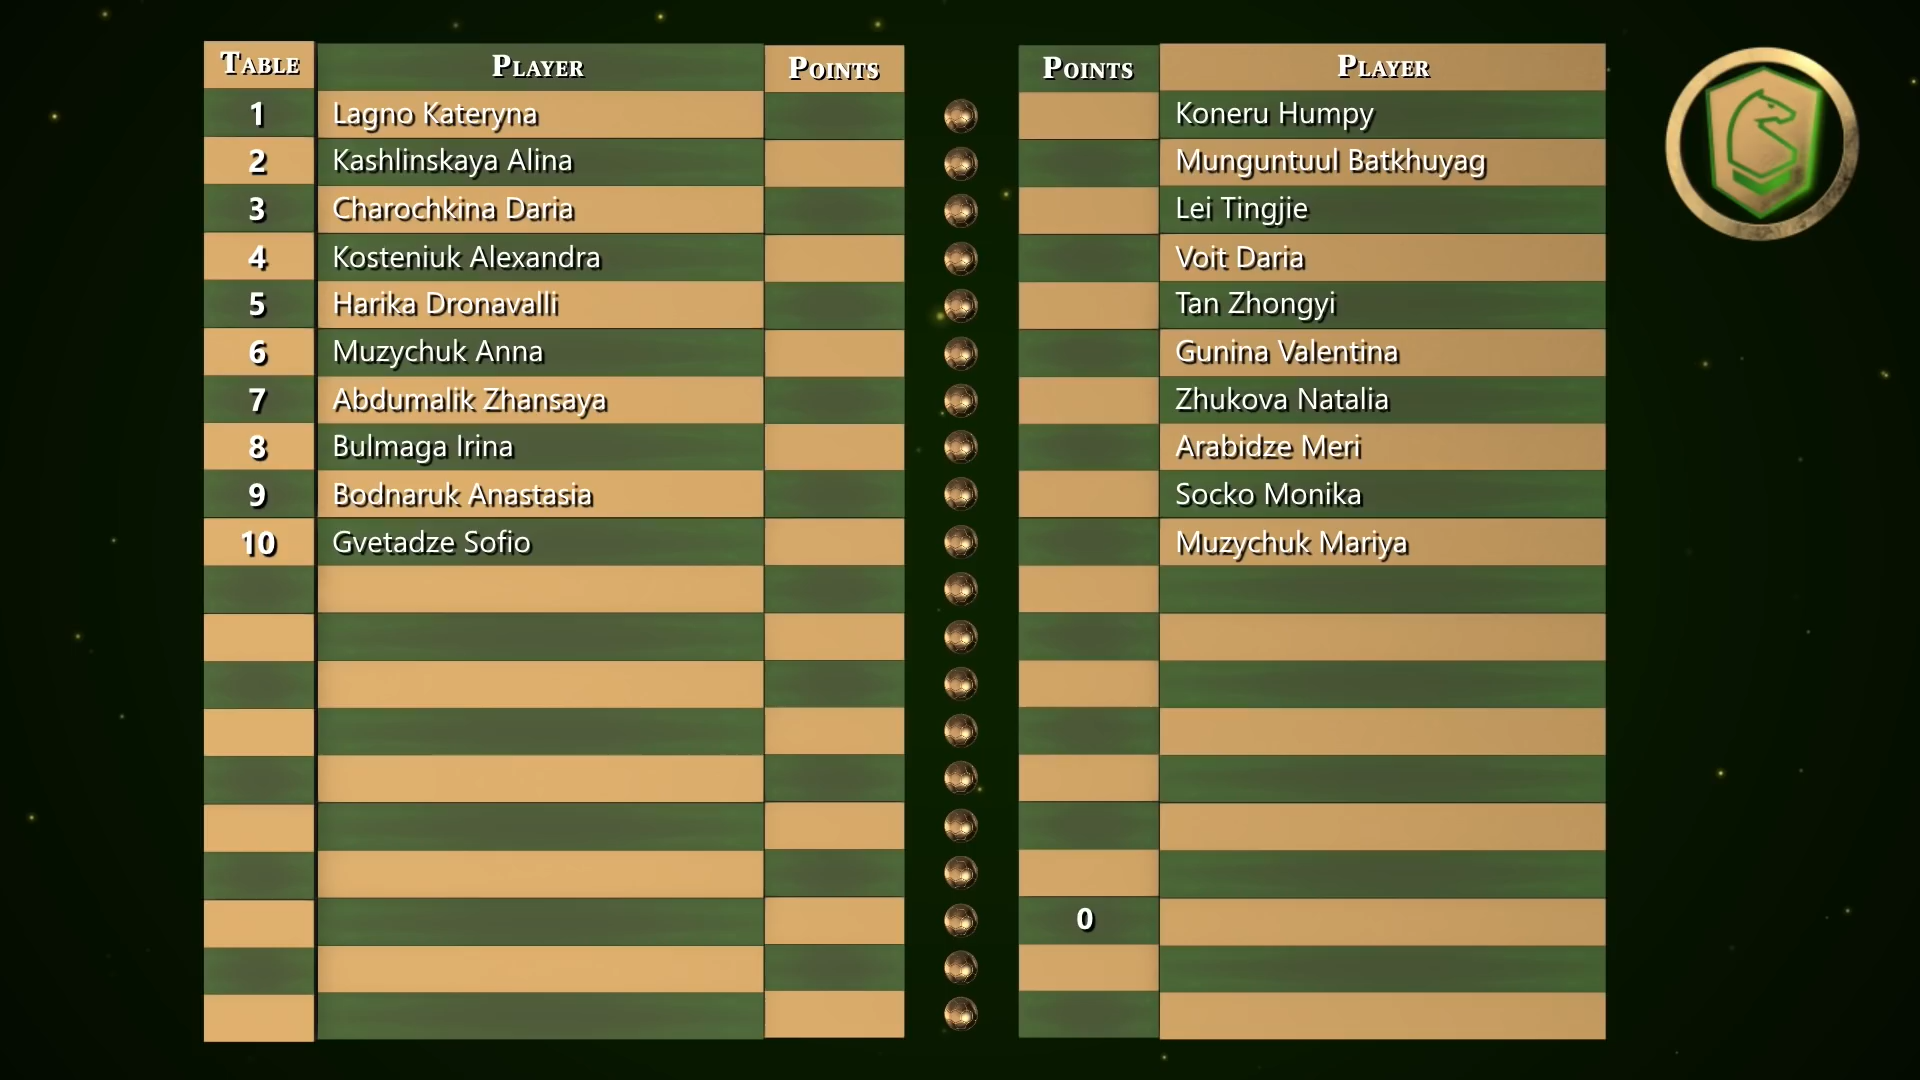 Table Player Points Points Player
1 Lagno Kateryna Koneru Humpy
2 Kashlinskaya Alina Munguntuul Batkhuyag
3 Charochkina Daria Lei Tingjie
4 Kosteniuk Alexandra Voit Daria
5 Harika Dronavalli Tan Zhongyi
6 Muzychuk Anna Gunina Valentina
7 Abdumalik Zhansaya Zhukova Natalia
8 Bulmaga Irina Arabidze Meri
9 Bodnaruk Anastasia Socko Monika
10 Gvetadze Sofio Muzychuk Mariya
0